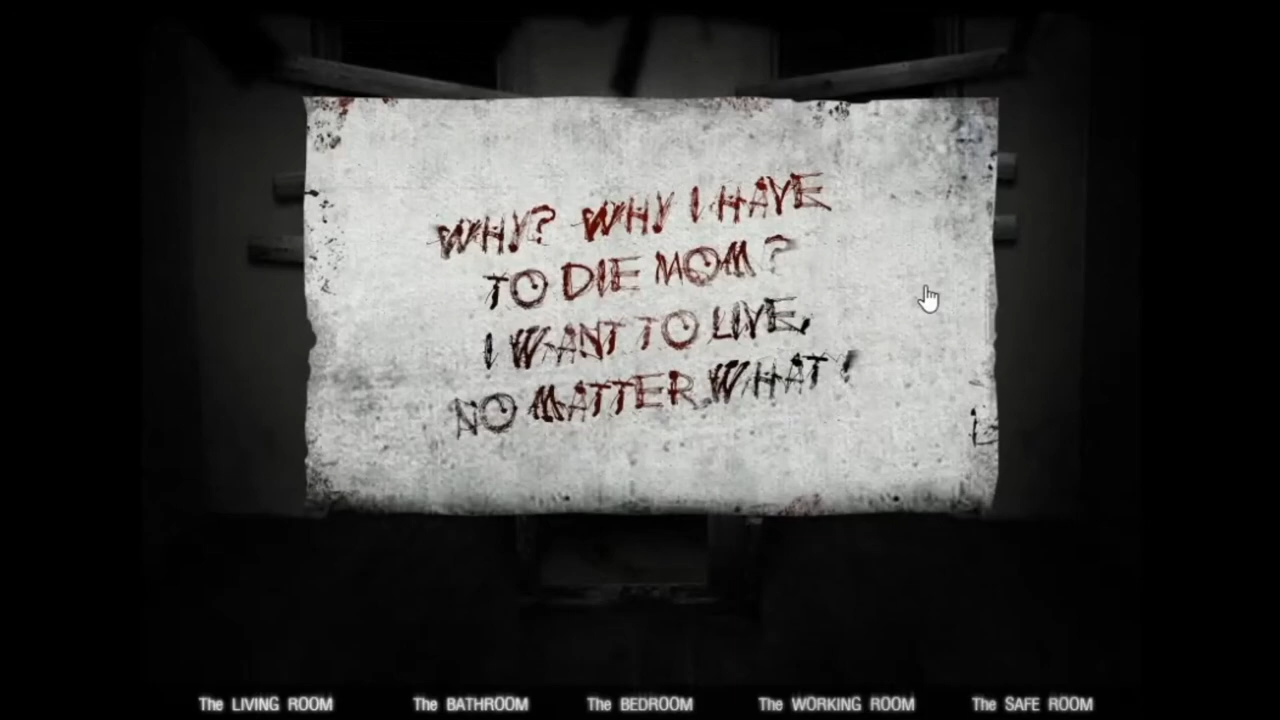 WHY? WHY I HAVE
TO DIE MOM?
I WANT TO LIVE,
NO MATTER WHAT!
The LIVING ROOM
The BATHROOM
The BEDROOM
The WORKING ROOM
The SAFE ROOM